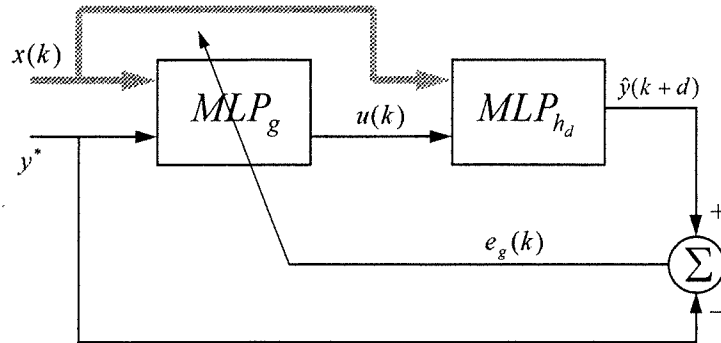 x(k)
MLP_g
MLP_{h_d}
ŷ(k + d)
u(k)
y*
+
e_g(k)
Σ
−